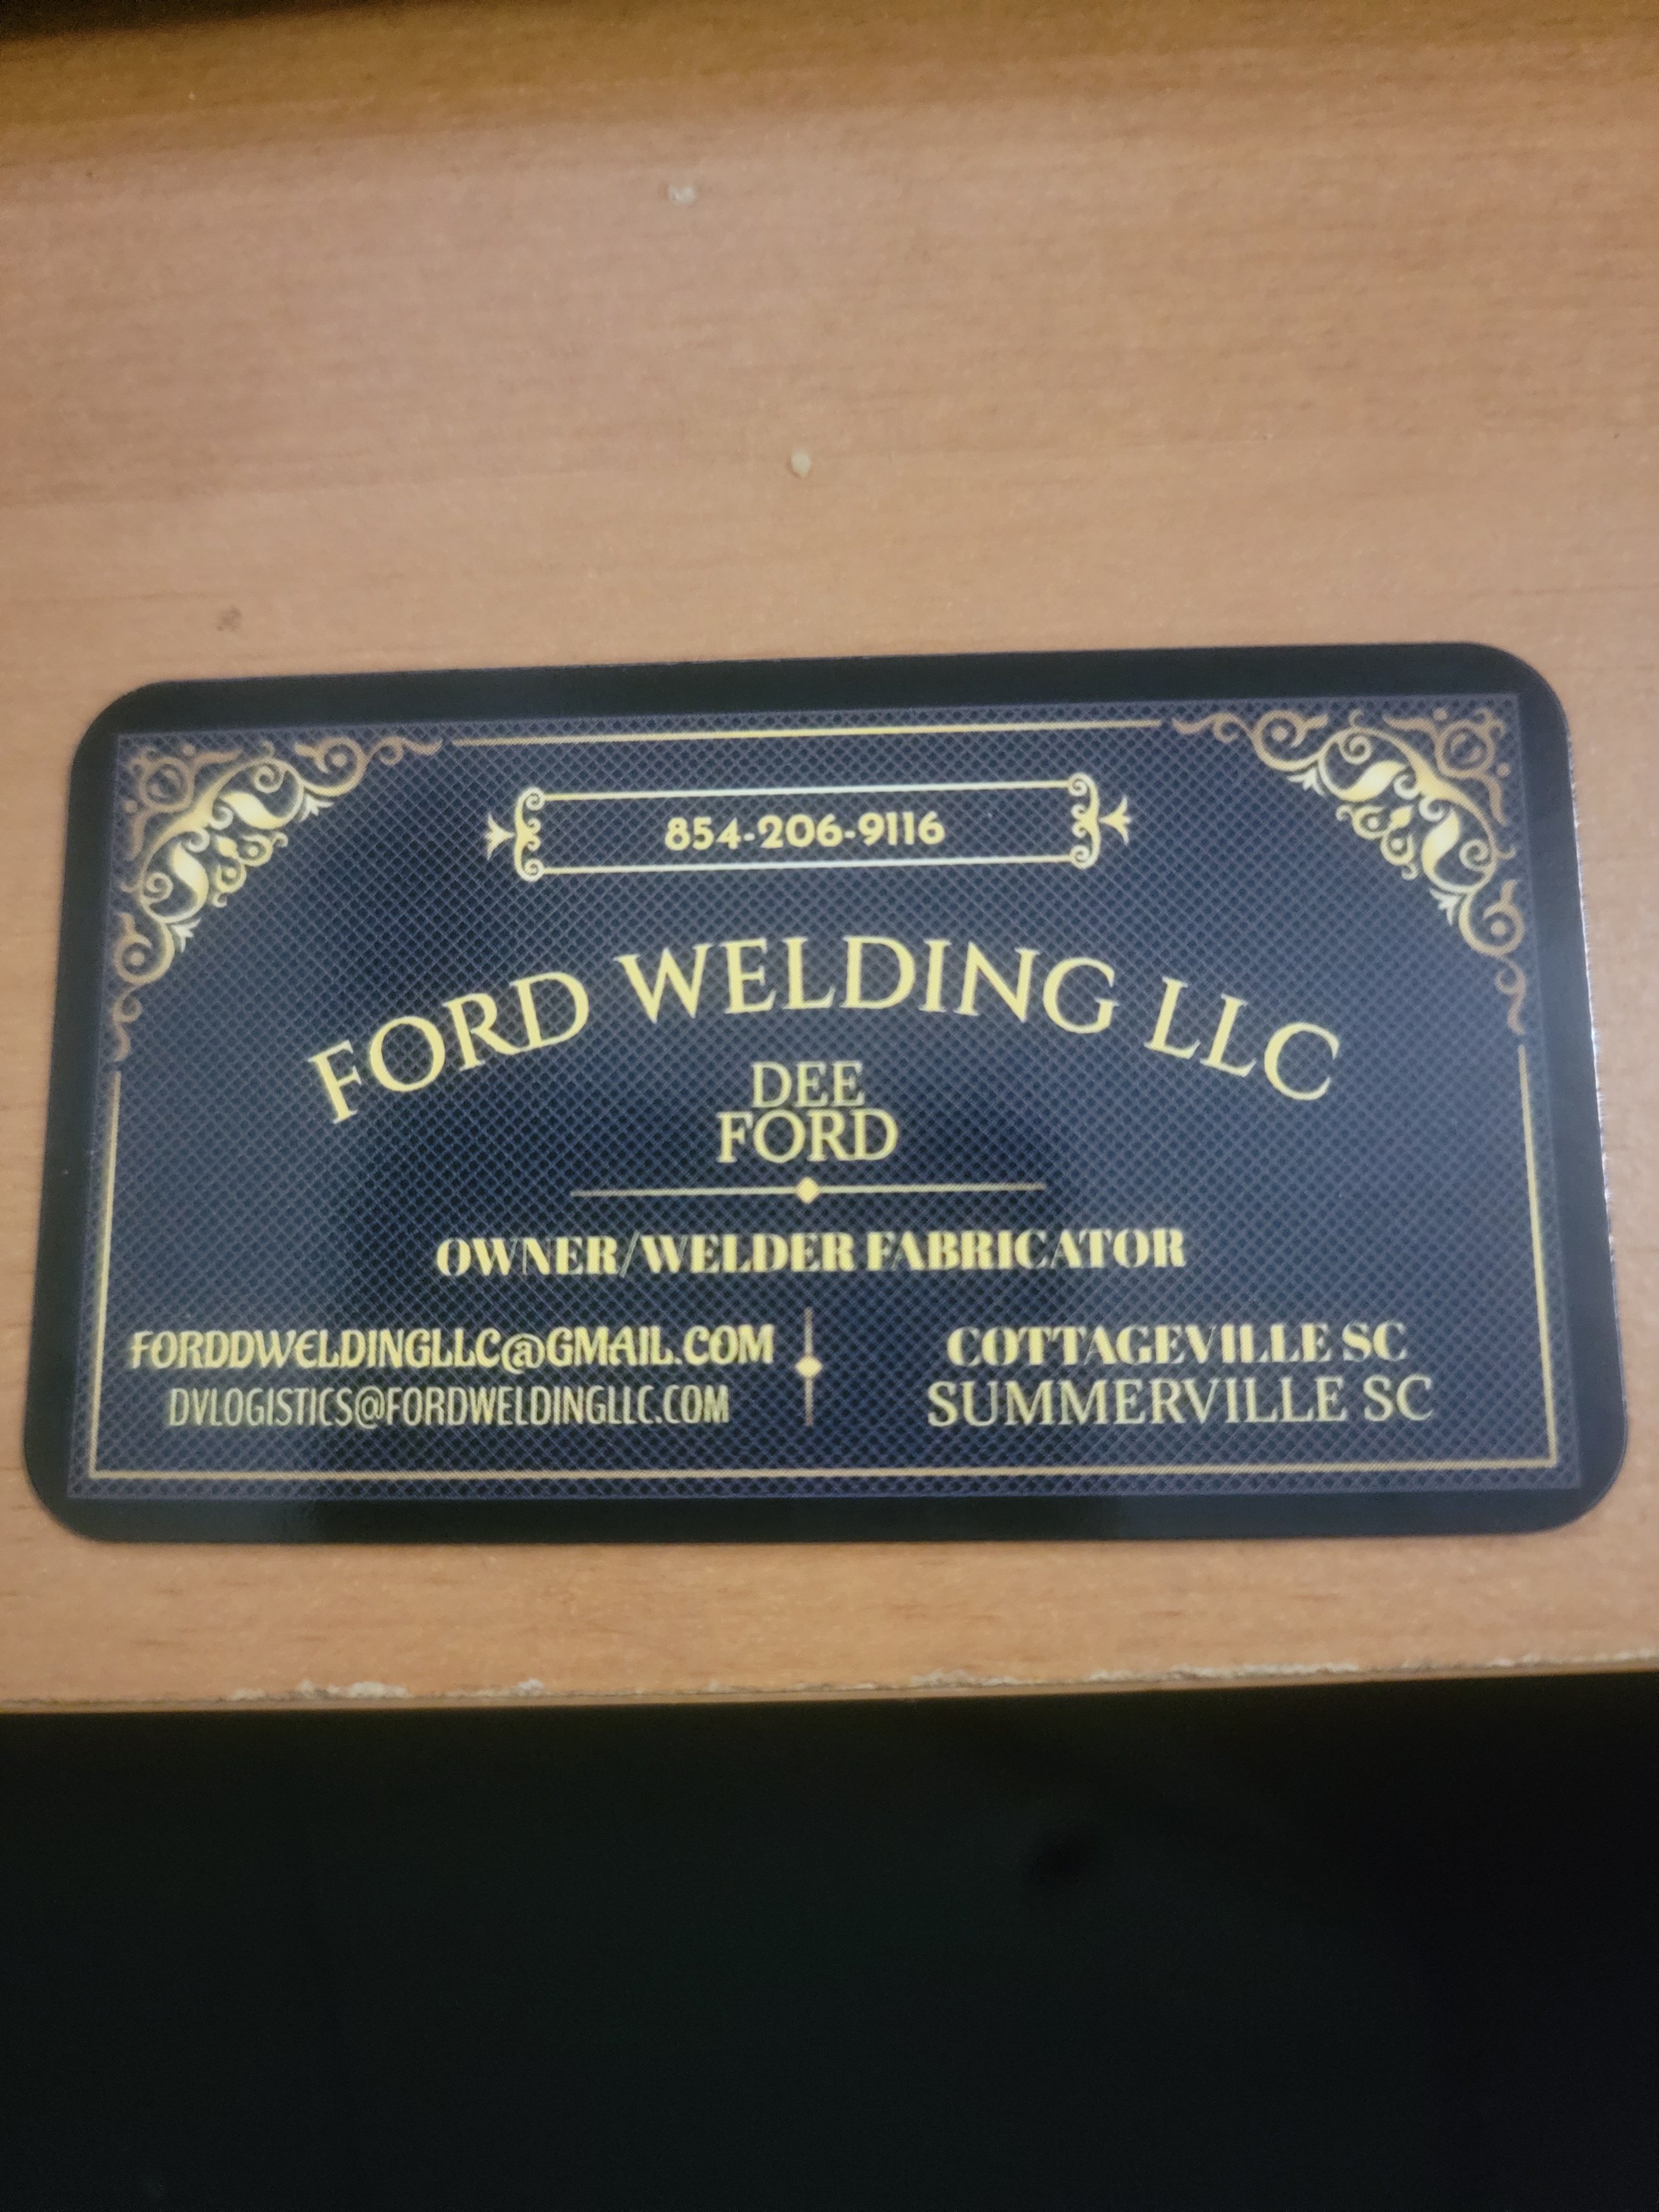 854-206-9116
FORD WELDING LLC
DEE
FORD
OWNER/WELDER FABRICATOR
FORDDWELDINGLLC@GMAIL.COM
DVLOGISTICS@FORDWELDINGLLC.COM
COTTAGEVILLE SC
SUMMERVILLE SC